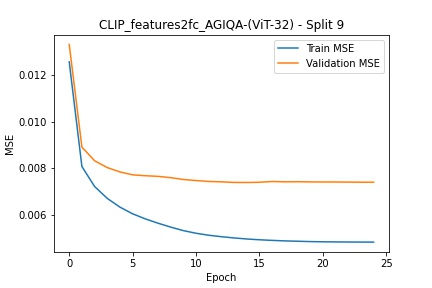 CLIP_features2fc_AGIQA-(ViT-32) - Split 9
Train MSE
Validation MSE
MSE
0.012
0.010
0.008
0.006
0 5 10 15 20 25
Epoch